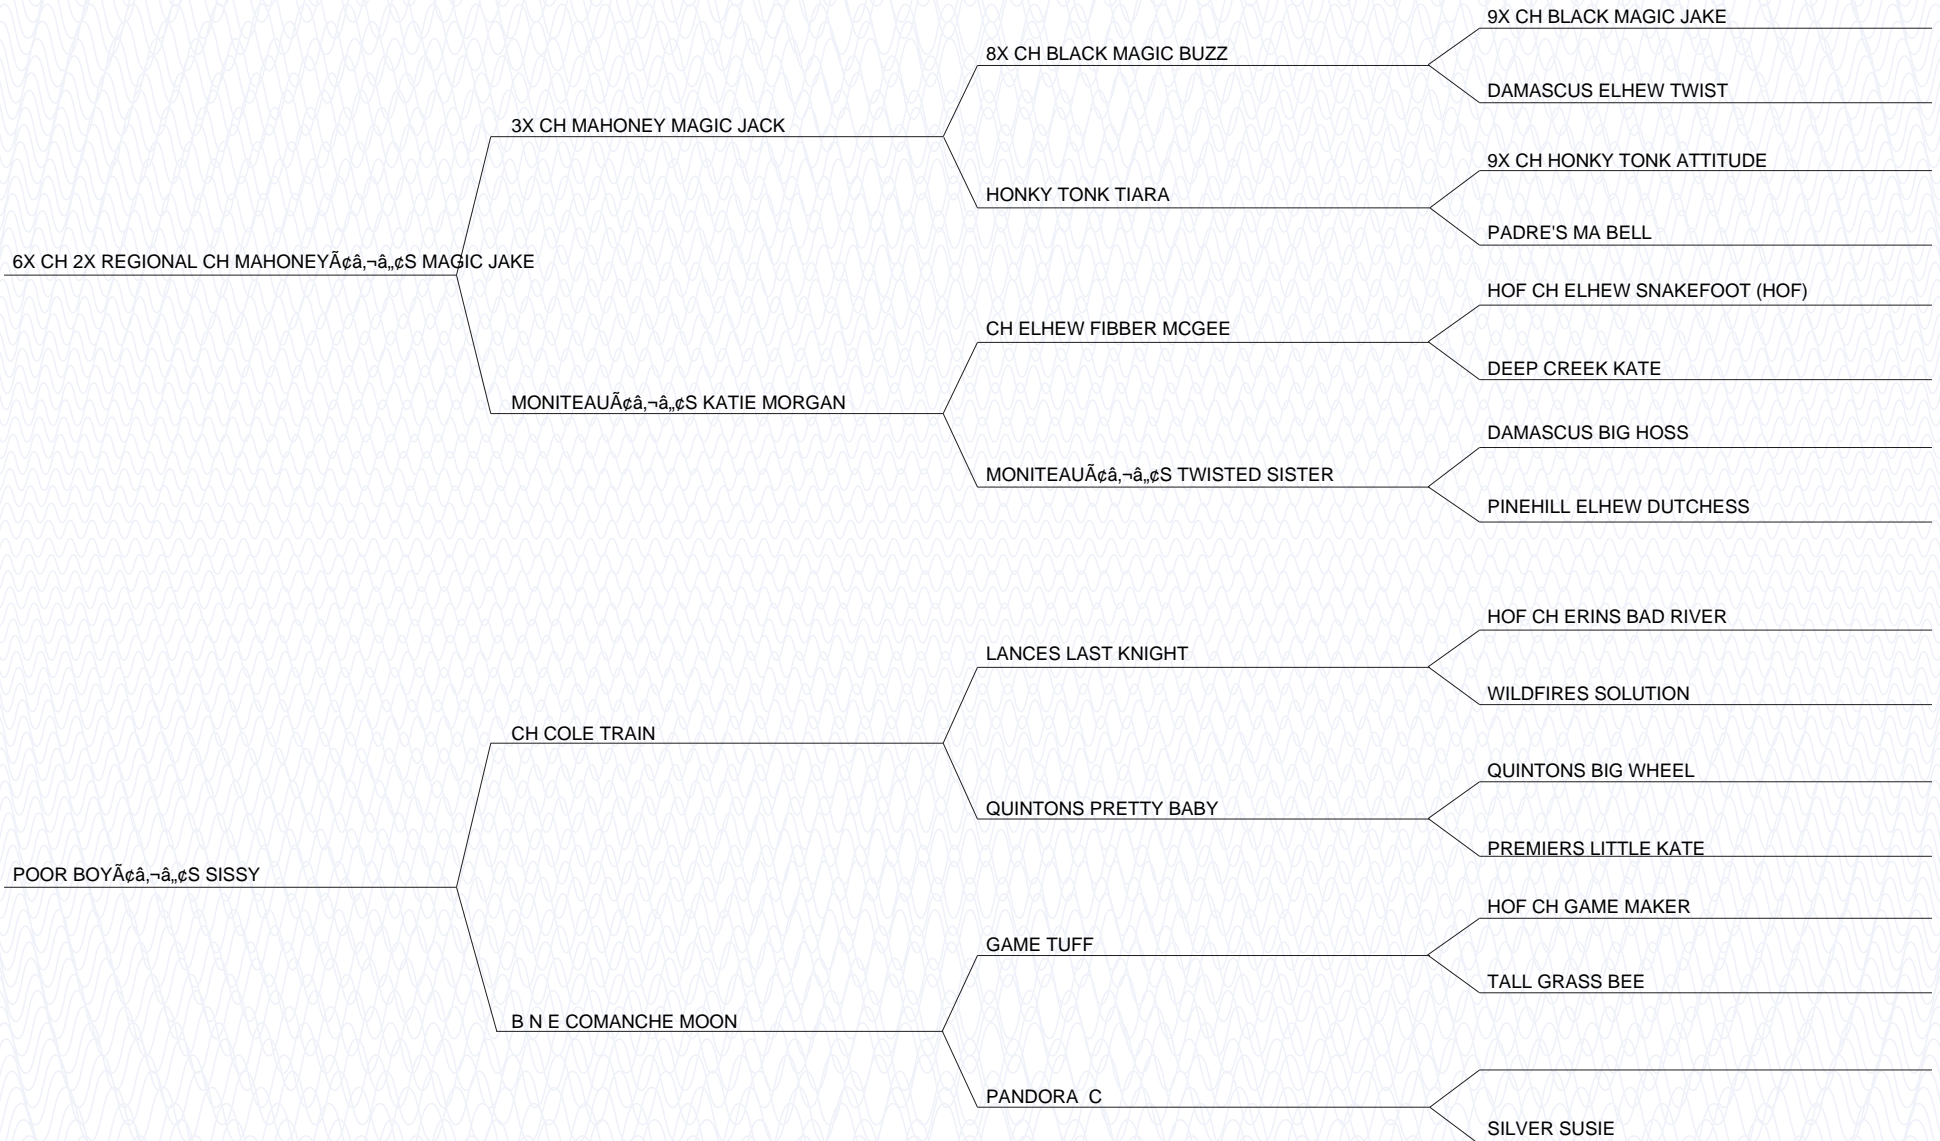 9X CH BLACK MAGIC JAKE
8X CH BLACK MAGIC BUZZ
DAMASCUS ELHEW TWIST
3X CH MAHONEY MAGIC JACK
9X CH HONKY TONK ATTITUDE
HONKY TONK TIARA
PADRE'S MA BELL
6X CH 2X REGIONAL CH MAHONEYÃ¢â‚¬â„¢S MAGIC JAKE
HOF CH ELHEW SNAKEFOOT (HOF)
CH ELHEW FIBBER MCGEE
DEEP CREEK KATE
MONITEAUÃ¢â‚¬â„¢S KATIE MORGAN
DAMASCUS BIG HOSS
MONITEAUÃ¢â‚¬â„¢S TWISTED SISTER
PINEHILL ELHEW DUTCHESS
HOF CH ERINS BAD RIVER
LANCES LAST KNIGHT
WILDFIRES SOLUTION
CH COLE TRAIN
QUINTONS BIG WHEEL
QUINTONS PRETTY BABY
PREMIERS LITTLE KATE
POOR BOYÃ¢â‚¬â„¢S SISSY
HOF CH GAME MAKER
GAME TUFF
TALL GRASS BEE
B N E COMANCHE MOON
PANDORA  C
SILVER SUSIE